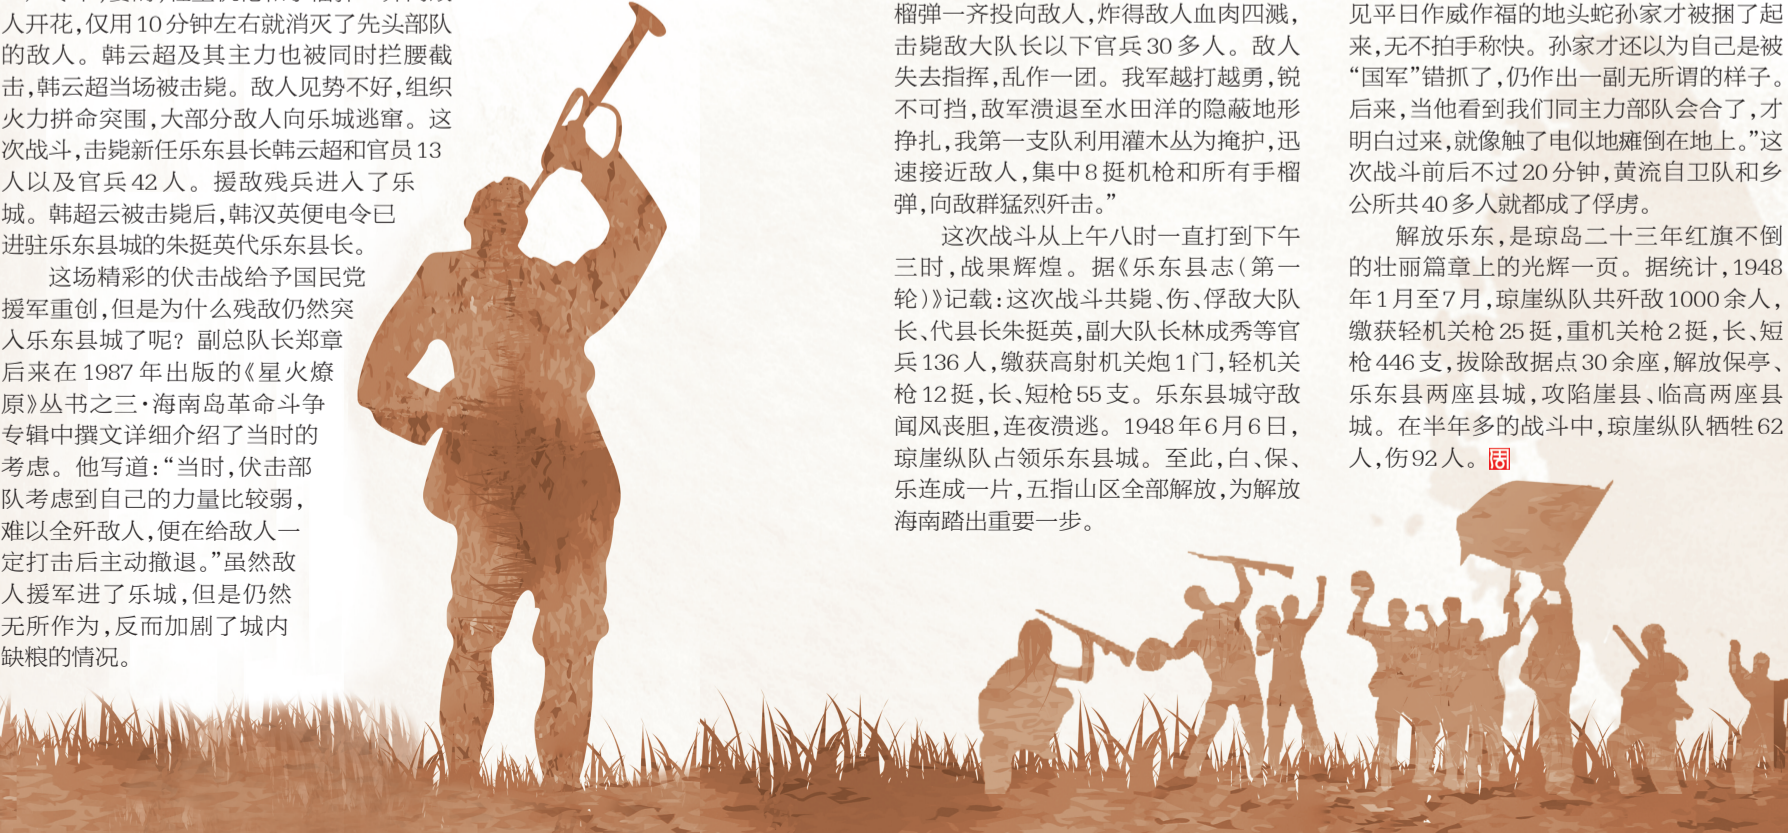 人开花,仅用10分钟左右就消灭了先头部队
的敌人。韩云超及其主力也被同时拦腰截
击,韩云超当场被击毙。敌人见势不好,组织
火力拼命突围,大部分敌人向乐城逃窜。这
次战斗,击毙新任乐东县长韩云超和官员13
人以及官兵42人。援敌残兵进入了乐
城。韩超云被击毙后,韩汉英便电令已
进驻乐东县城的朱挺英代乐东县长。
这场精彩的伏击战给予国民党
援军重创,但是为什么残敌仍然突
入乐东县城了呢?副总队长郑章
后来在1987年出版的《星火燎
原》丛书之三·海南岛革命斗争
专辑中撰文详细介绍了当时的
考虑。他写道:“当时,伏击部
队考虑到自己的力量比较弱,
难以全歼敌人,便在给敌人一
定打击后主动撤退。”虽然敌
人援军进了乐城,但是仍然
无所作为,反而加剧了城内
缺粮的情况。
榴弹一齐投向敌人,炸得敌人血肉四溅,
击毙敌大队长以下官兵30多人。敌人
失去指挥,乱作一团。我军越打越勇,锐
不可挡,敌军溃退至水田洋的隐蔽地形
挣扎,我第一支队利用灌木丛为掩护,迅
速接近敌人,集中8挺机枪和所有手榴
弹,向敌群猛烈歼击。”
这次战斗从上午八时一直打到下午
三时,战果辉煌。据《乐东县志(第一
轮)》记载:这次战斗共毙、伤、俘敌大队
长、代县长朱挺英,副大队长林成秀等官
兵136人,缴获高射机关炮1门,轻机关
枪12挺,长、短枪55支。乐东县城守敌
闻风丧胆,连夜溃逃。1948年6月6日,
琼崖纵队占领乐东县城。至此,白、保、
乐连成一片,五指山区全部解放,为解放
海南踏出重要一步。
见平日作威作福的地头蛇孙家才被捆了起
来,无不拍手称快。孙家才还以为自己是被
“国军”错抓了,仍作出一副无所谓的样子。
后来,当他看到我们同主力部队会合了,才
明白过来,就像触了电似地瘫倒在地上。”这
次战斗前后不过20分钟,黄流自卫队和乡
公所共40多人就都成了俘虏。
解放乐东,是琼岛二十三年红旗不倒
的壮丽篇章上的光辉一页。据统计,1948
年1月至7月,琼崖纵队共歼敌1000余人,
缴获轻机关枪25挺,重机关枪2挺,长、短
枪446支,拔除敌据点30余座,解放保亭、
乐东县两座县城,攻陷崖县、临高两座县
城。在半年多的战斗中,琼崖纵队牺牲62
人,伤92人。